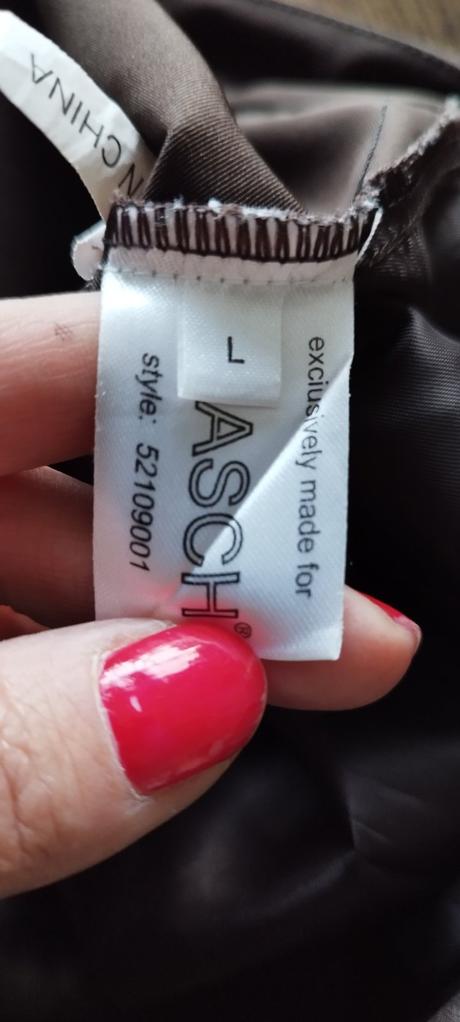 exclusively made for
L
ASCH®
style: 52109001
N CHINA